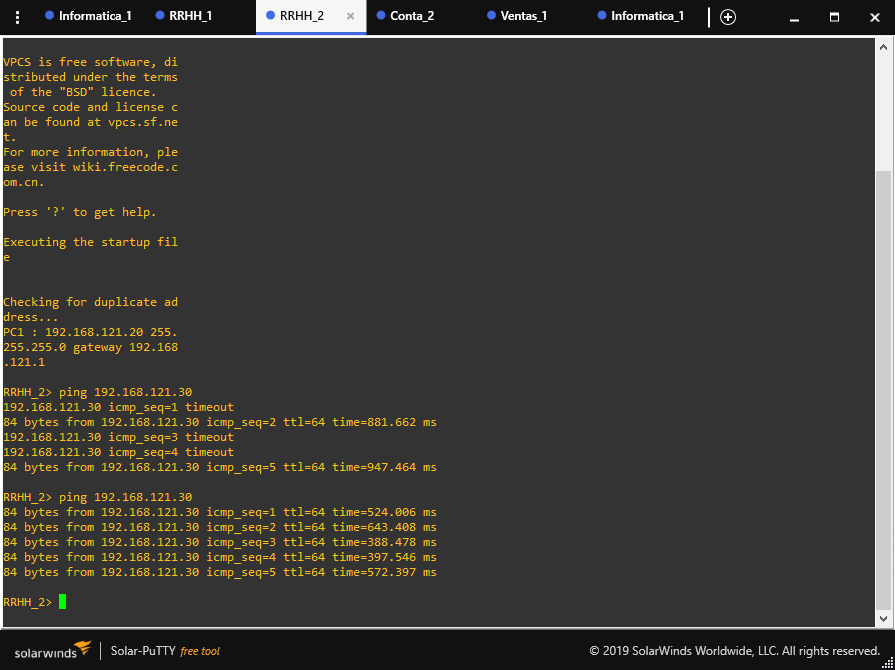 Informatica_1 RRHH_1 RRHH_2 × Conta_2 Ventas_1 Informatica_1
VPCS is free software, di
stributed under the terms
 of the "BSD" licence.
Source code and license c
an be found at vpcs.sf.ne
t.
For more information, ple
ase visit wiki.freecode.c
om.cn.
Press '?' to get help.
Executing the startup fil
e
Checking for duplicate ad
dress...
PC1 : 192.168.121.20 255.
255.255.0 gateway 192.168
.121.1
RRHH_2> ping 192.168.121.30
192.168.121.30 icmp_seq=1 timeout
84 bytes from 192.168.121.30 icmp_seq=2 ttl=64 time=881.662 ms
192.168.121.30 icmp_seq=3 timeout
192.168.121.30 icmp_seq=4 timeout
84 bytes from 192.168.121.30 icmp_seq=5 ttl=64 time=947.464 ms
RRHH_2> ping 192.168.121.30
84 bytes from 192.168.121.30 icmp_seq=1 ttl=64 time=524.006 ms
84 bytes from 192.168.121.30 icmp_seq=2 ttl=64 time=643.408 ms
84 bytes from 192.168.121.30 icmp_seq=3 ttl=64 time=388.478 ms
84 bytes from 192.168.121.30 icmp_seq=4 ttl=64 time=397.546 ms
84 bytes from 192.168.121.30 icmp_seq=5 ttl=64 time=572.397 ms
RRHH_2>
solarwinds Solar-PuTTY free tool © 2019 SolarWinds Worldwide, LLC. All rights reserved.